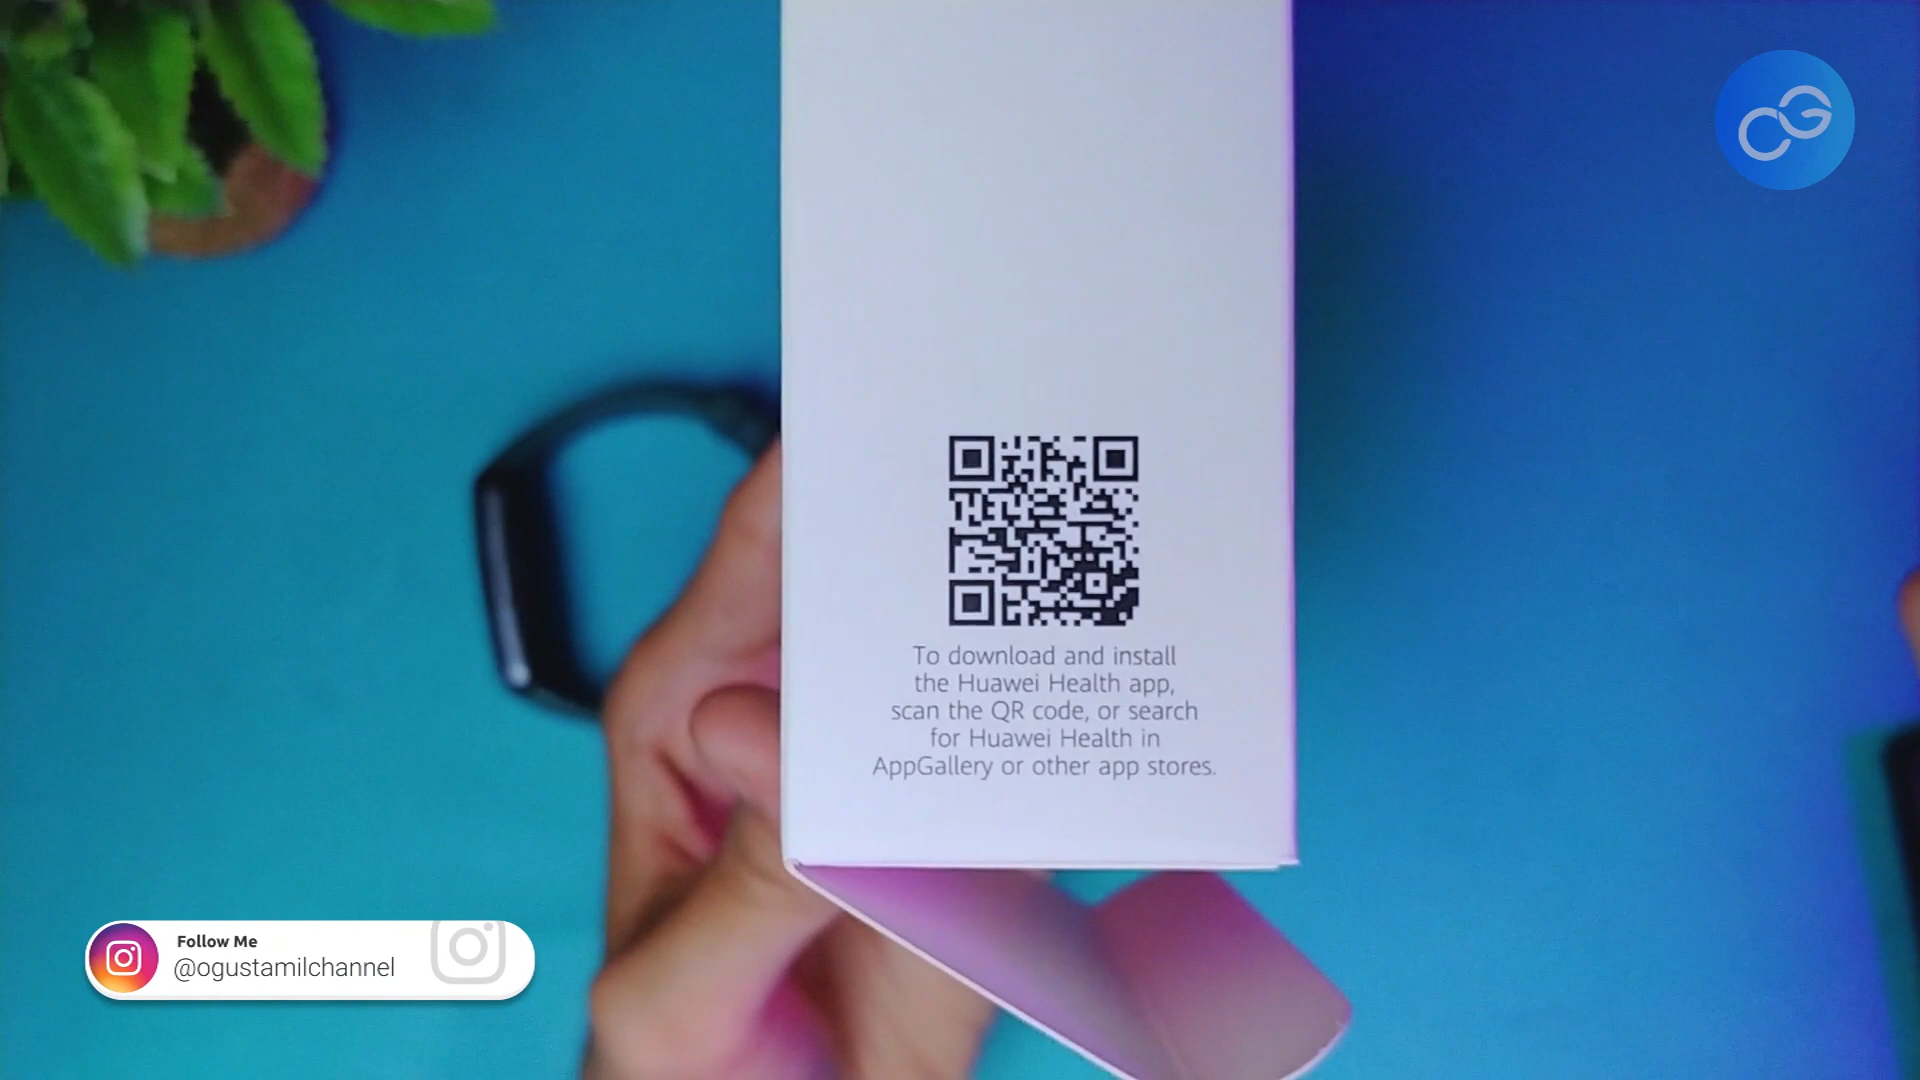 To download and install
the Huawei Health app,
scan the QR code, or search
for Huawei Health in
AppGallery or other app stores.
Follow Me
@ogustamilchannel